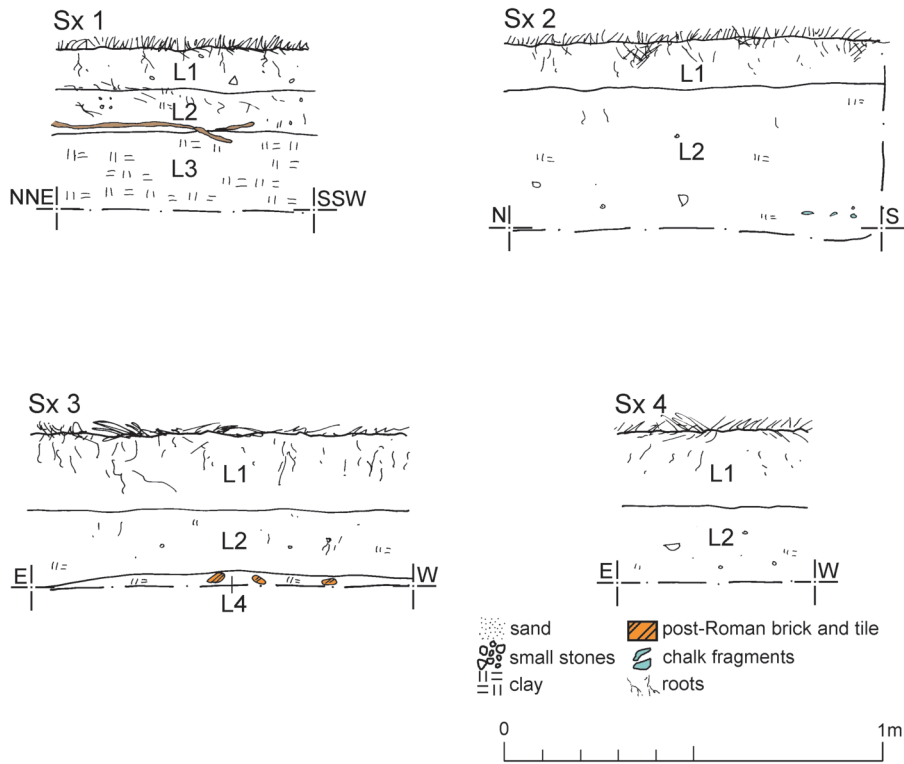 Sx 1
L1
L2
L3
NNE
SSW
Sx 2
L1
L2
N
S
Sx 3
L1
L2
E
W
L4
Sx 4
L1
L2
E
W
sand
small stones
clay
post-Roman brick and tile
chalk fragments
roots
0
1m